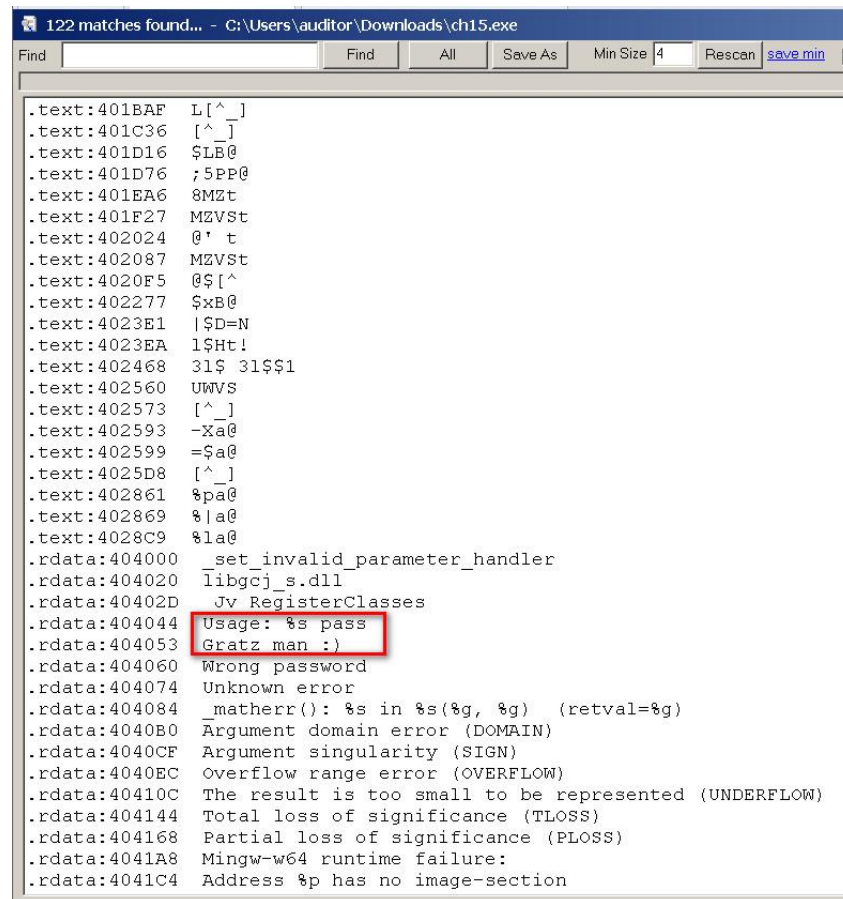 122 matches found... - C:\Users\auditor\Downloads\ch15.exe
Find Find All Save As Min Size 4 Rescan save min
.text:401BAF L[^_]
.text:401C36 [^_]
.text:401D16 $LB@
.text:401D76 ;5PP@
.text:401EA6 8MZt
.text:401F27 MZVSt
.text:402024 @' t
.text:402087 MZVSt
.text:4020F5 @$[^
.text:402277 $xB@
.text:4023E1 |$D=N
.text:4023EA l$Ht!
.text:402468 31$ 31$$1
.text:402560 UWVS
.text:402573 [^_]
.text:402593 -Xa@
.text:402599 =$a@
.text:4025D8 [^_]
.text:402861 %pa@
.text:402869 %|a@
.text:4028C9 %la@
.rdata:404000 _set_invalid_parameter_handler
.rdata:404020 libgcj_s.dll
.rdata:40402D _Jv_RegisterClasses
.rdata:404044 Usage: %s pass
.rdata:404053 Gratz man :)
.rdata:404060 Wrong password
.rdata:404074 Unknown error
.rdata:404084 _matherr(): %s in %s(%g, %g) (retval=%g)
.rdata:4040B0 Argument domain error (DOMAIN)
.rdata:4040CF Argument singularity (SIGN)
.rdata:4040EC Overflow range error (OVERFLOW)
.rdata:40410C The result is too small to be represented (UNDERFLOW)
.rdata:404144 Total loss of significance (TLOSS)
.rdata:404168 Partial loss of significance (PLOSS)
.rdata:4041A8 Mingw-w64 runtime failure:
.rdata:4041C4 Address %p has no image-section